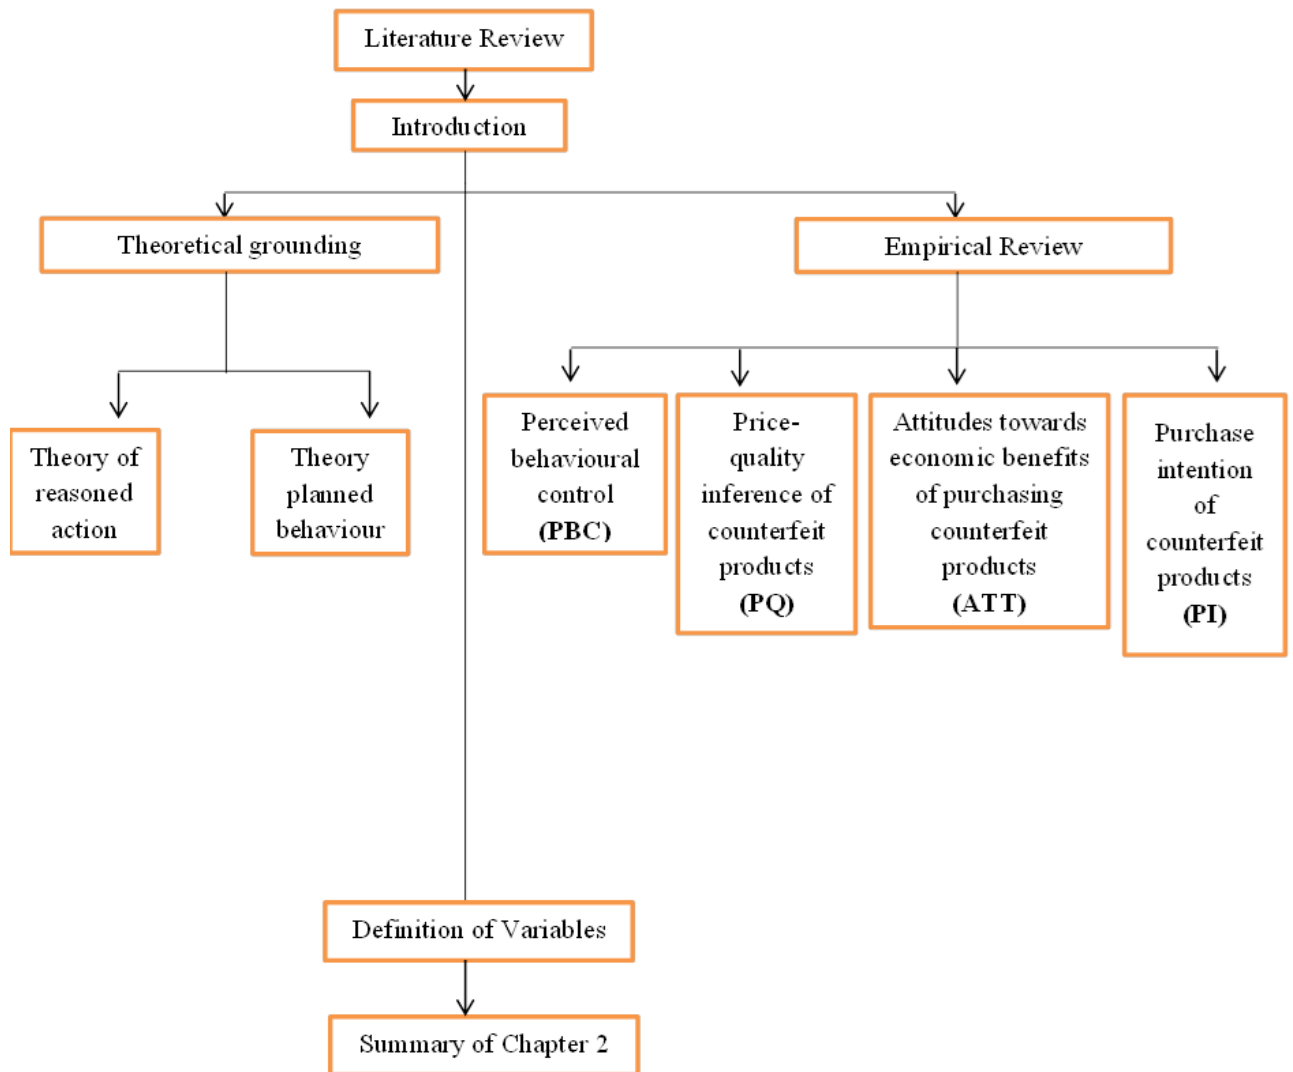 Literature Review
Introduction
Theoretical grounding
Empirical Review
Theory of
reasoned
action
Theory
planned
behaviour
Perceived
behavioural
control
(PBC)
Price-
quality
inference of
counterfeit
products
(PQ)
Attitudes towards
economic benefits
of purchasing
counterfeit
products
(ATT)
Purchase
intention
of
counterfeit
products
(PI)
Definition of Variables
Summary of Chapter 2